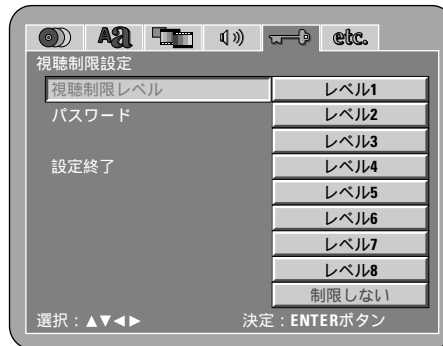 Aあ etc.
視聴制限設定
視聴制限レベル レベル1
パスワード レベル2
レベル3
設定終了 レベル4
レベル5
レベル6
レベル7
レベル8
制限しない
選択：▲▼◀▶ 決定：ENTERボタン